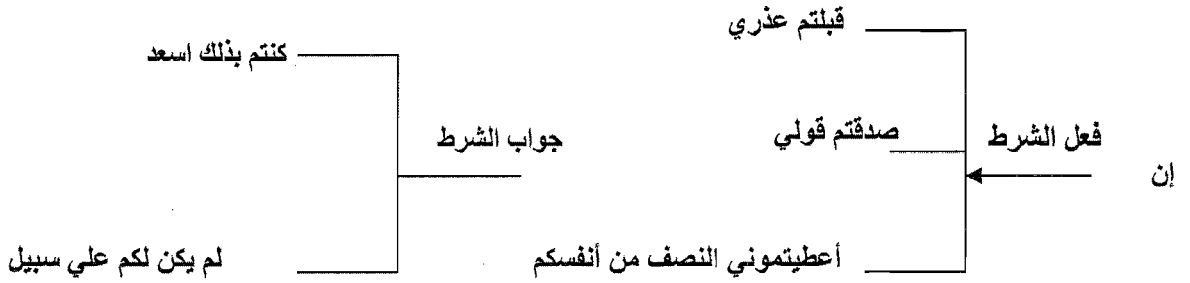 إن
فعل الشرط
قبلتم عذري
صدقتم قولي
أعطيتموني النصف من أنفسكم
جواب الشرط
كنتم بذلك اسعد
لم يكن لكم علي سبيل